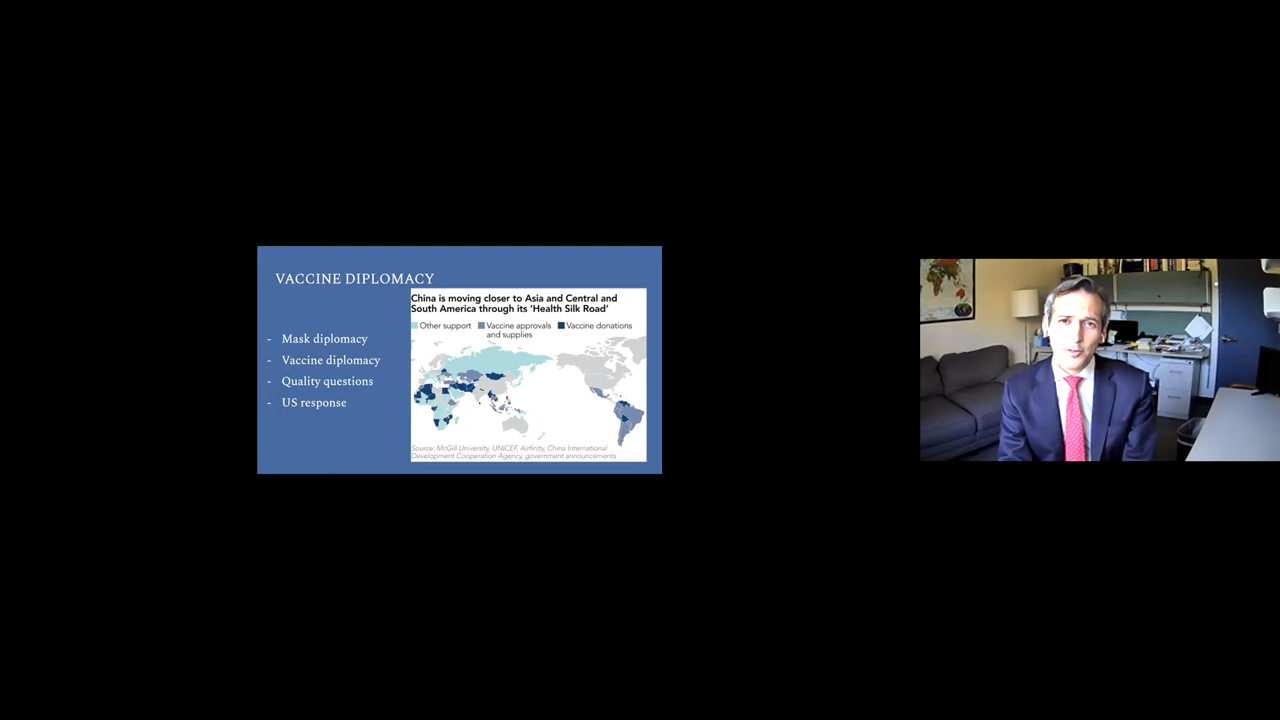 VACCINE DIPLOMACY
- Mask diplomacy
- Vaccine diplomacy
- Quality questions
- US response
China is moving closer to Asia and Central and
South America through its ‘Health Silk Road’
Other support
Vaccine approvals
and supplies
Vaccine donations
Source: McGill University, UNICEF, Airfinity, China International
Development Cooperation Agency, government announcements